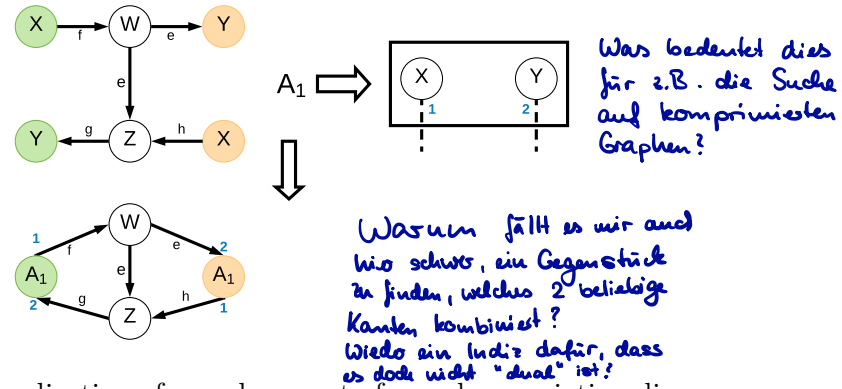 X f W e Y
e
Y g Z h X
A1
X Y
1 2
Was bedeutet dies
für z.B. die Suche
auf komprimierten
Graphen?
W
1 f e 2
A1 e A1
2 g h 1
Z
Warum fällt es mir auch
hier schwer, ein Gegenstück
zu finden, welches 2 beliebige
Kanten kombiniert?
Wieder ein Indiz dafür, dass
es doch nicht "dual" ist?